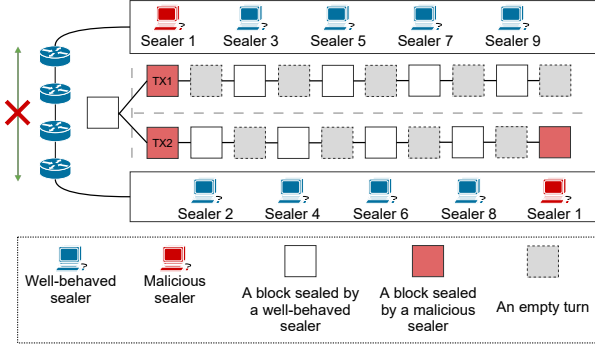 Sealer 1 Sealer 3 Sealer 5 Sealer 7 Sealer 9
TX1
TX2
Sealer 2 Sealer 4 Sealer 6 Sealer 8 Sealer 1
Well-behaved
sealer
Malicious
sealer
A block sealed by
a well-behaved
sealer
A block sealed
by a malicious
sealer
An empty turn